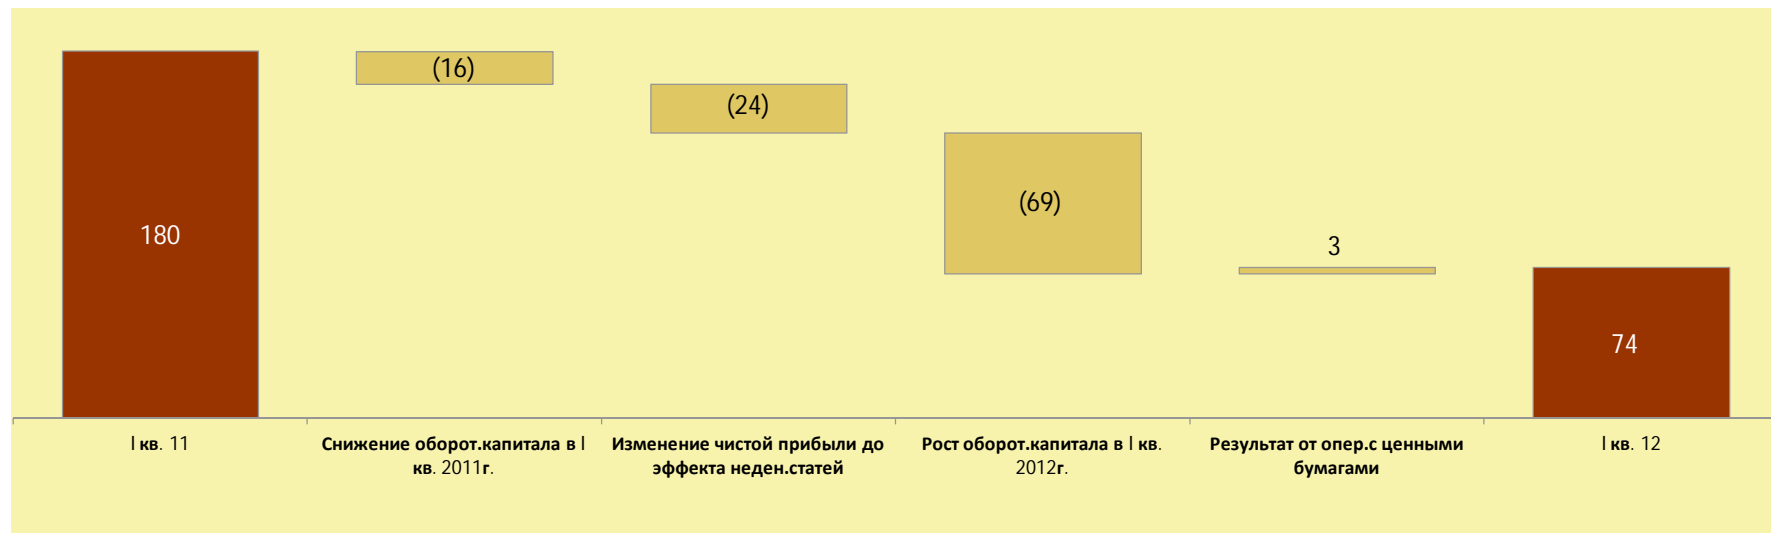 (16)
(24)
(69)
180
3
74
I кв. 11
Снижение оборот.капитала в I
кв. 2011г.
Изменение чистой прибыли до
эффекта неден.статей
Рост оборот.капитала в I кв.
2012г.
Результат от опер.с ценными
бумагами
I кв. 12